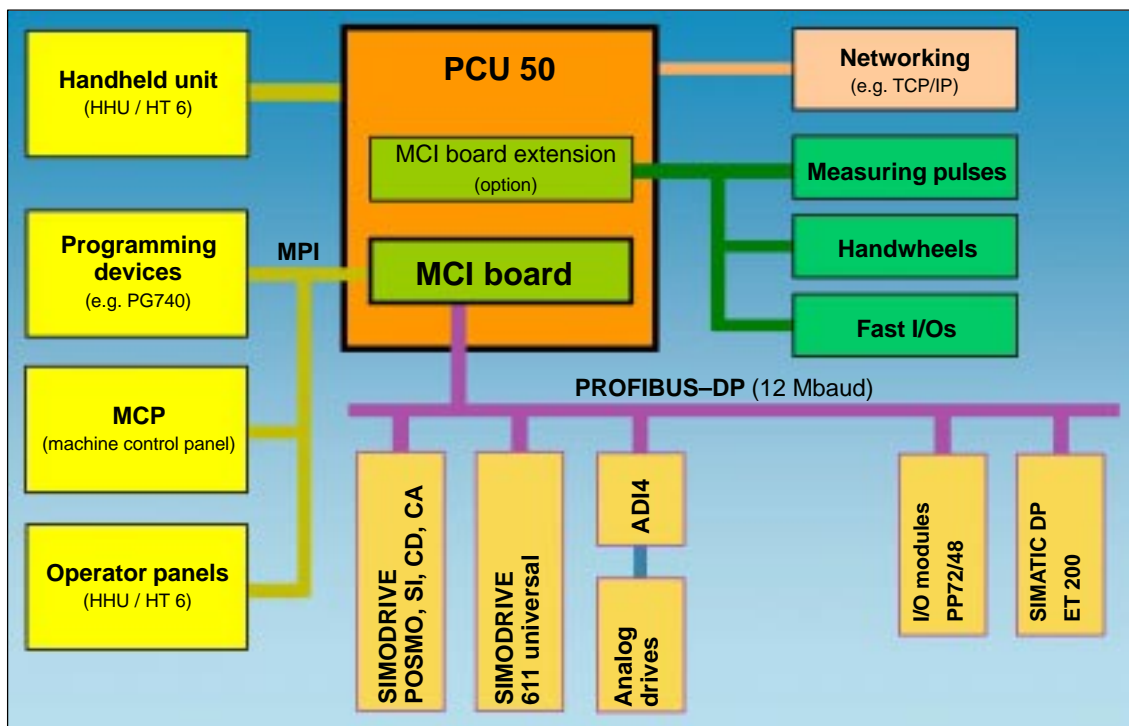 Handheld unit
(HHU / HT 6)
PCU 50
Networking
(e.g. TCP/IP)
MCI board extension
(option)
Measuring pulses
Programming
devices
(e.g. PG740)
MPI
MCI board
Handwheels
Fast I/Os
PROFIBUS–DP (12 Mbaud)
MCP
(machine control panel)
Operator panels
(HHU / HT 6)
SIMODRIVE
POSMO, SI, CD, CA
SIMODRIVE
611 universal
ADI4
Analog
drives
I/O modules
PP72/48
SIMATIC DP
ET 200